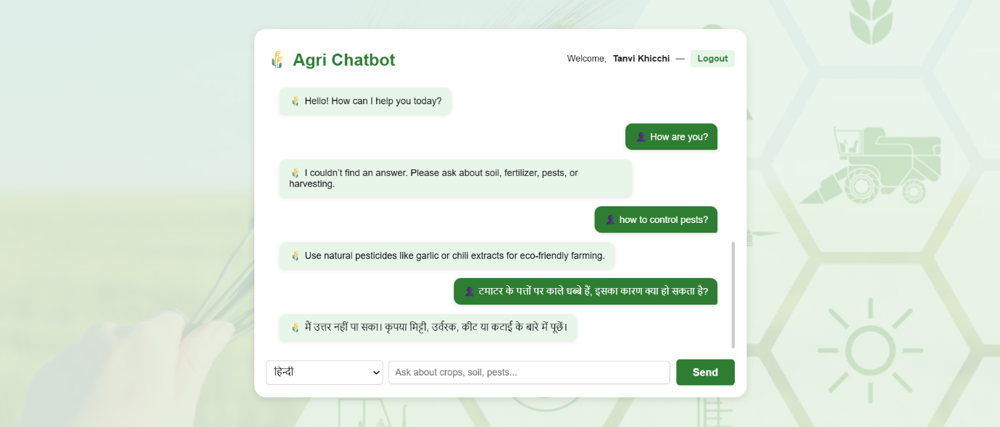 Agri Chatbot
Welcome, Tanvi Khicchi — Logout
Hello! How can I help you today?
How are you?
I couldn’t find an answer. Please ask about soil, fertilizer, pests, or
harvesting.
how to control pests?
Use natural pesticides like garlic or chili extracts for eco-friendly farming.
टमाटर के पत्तों पर काले धब्बे हैं, इसका कारण क्या हो सकता है?
मैं उत्तर नहीं पा सका। कृपया मिट्टी, उर्वरक, कीट या कटाई के बारे में पूछें।
हिन्दी
Ask about crops, soil, pests...
Send